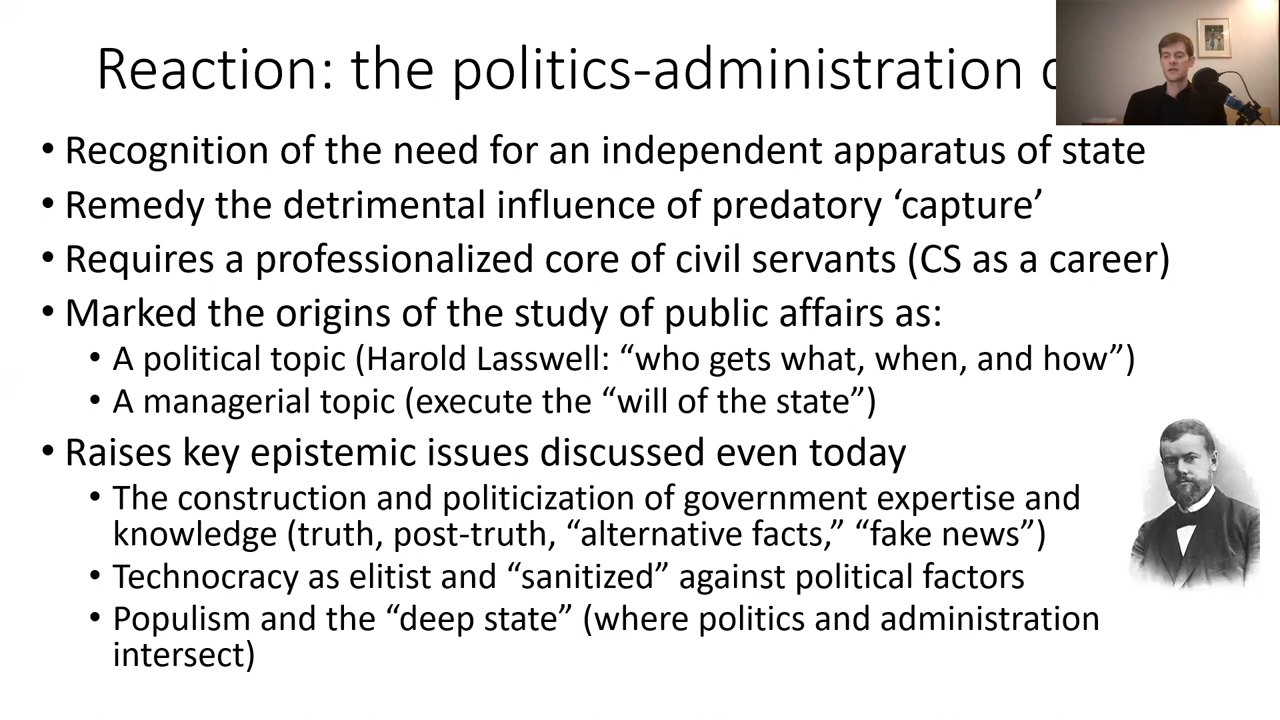 Reaction: the politics-administration
• Recognition of the need for an independent apparatus of state
• Remedy the detrimental influence of predatory ‘capture’
• Requires a professionalized core of civil servants (CS as a career)
• Marked the origins of the study of public affairs as:
• A political topic (Harold Lasswell: “who gets what, when, and how”)
• A managerial topic (execute the “will of the state”)
• Raises key epistemic issues discussed even today
• The construction and politicization of government expertise and
knowledge (truth, post-truth, “alternative facts,” “fake news”)
• Technocracy as elitist and “sanitized” against political factors
• Populism and the “deep state” (where politics and administration
intersect)